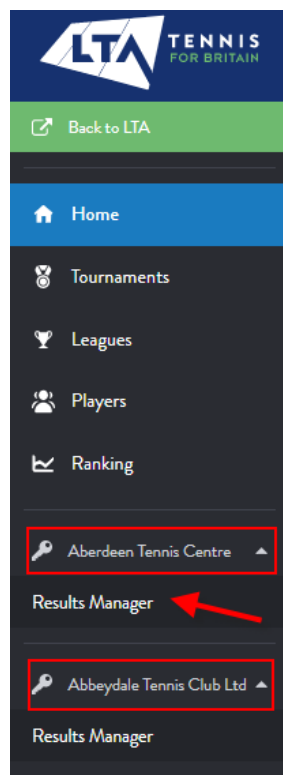 LTA TENNIS
FOR BRITAIN
Back to LTA
Home
Tournaments
Leagues
Players
Ranking
Aberdeen Tennis Centre
Results Manager
Abbeydale Tennis Club Ltd
Results Manager